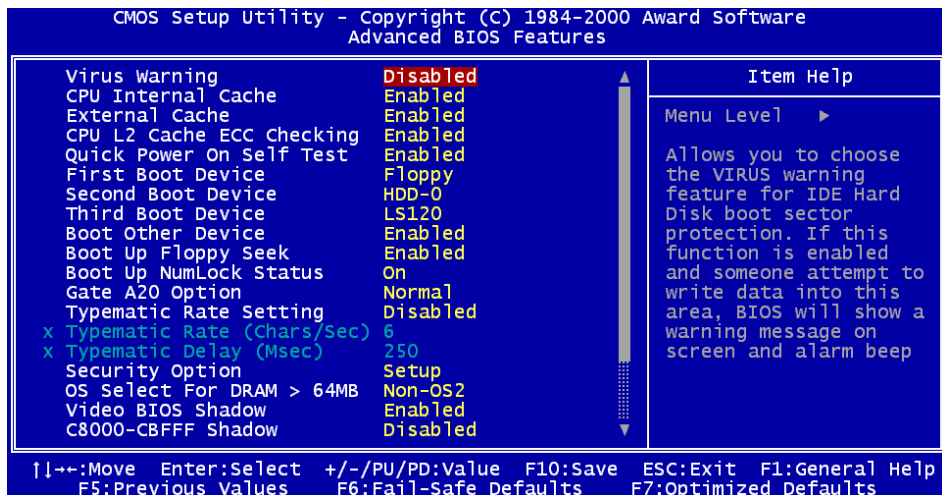 CMOS Setup Utility - Copyright (C) 1984-2000 Award Software
Advanced BIOS Features
Virus Warning Disabled
CPU Internal Cache Enabled
External Cache Enabled
CPU L2 Cache ECC Checking Enabled
Quick Power On Self Test Enabled
First Boot Device Floppy
Second Boot Device HDD-0
Third Boot Device LS120
Boot Other Device Enabled
Boot Up Floppy Seek Enabled
Boot Up NumLock Status On
Gate A20 Option Normal
Typematic Rate Setting Disabled
x Typematic Rate (Chars/Sec) 6
x Typematic Delay (Msec) 250
Security Option Setup
OS Select For DRAM > 64MB Non-OS2
Video BIOS Shadow Enabled
C8000-CBFFF Shadow Disabled
Item Help
Menu Level ▶
Allows you to choose
the VIRUS warning
feature for IDE Hard
Disk boot sector
protection. If this
function is enabled
and someone attempt to
write data into this
area, BIOS will show a
warning message on
screen and alarm beep
↑↓→←:Move Enter:Select +/-/PU/PD:Value F10:Save ESC:Exit F1:General Help
F5:Previous Values F6:Fail-Safe Defaults F7:Optimized Defaults